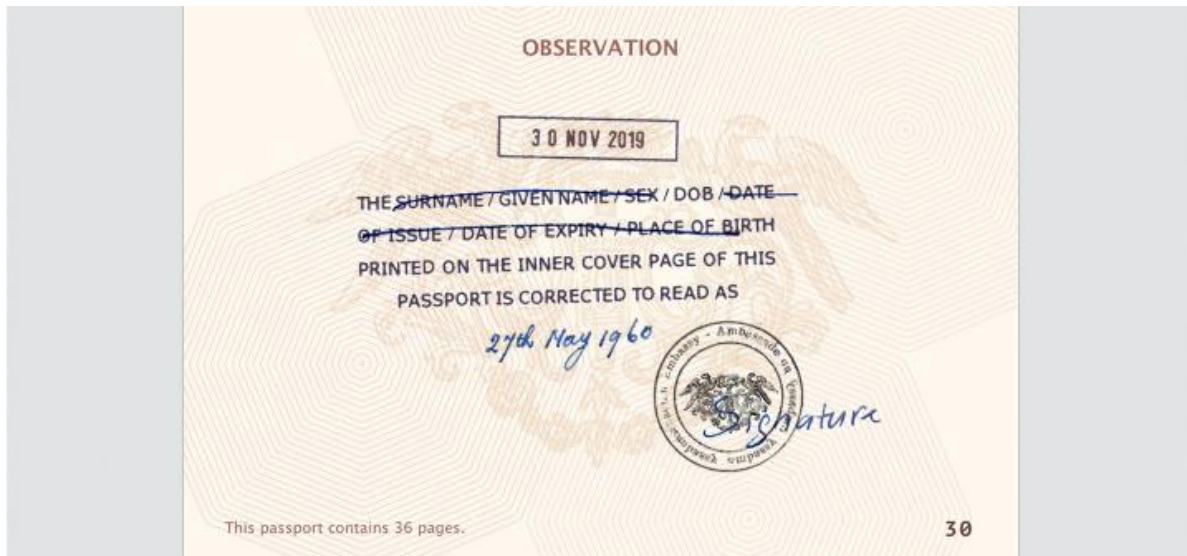 OBSERVATION
30 NOV 2019
THE SURNAME / GIVEN NAME / SEX / DOB / DATE
OF ISSUE / DATE OF EXPIRY / PLACE OF BIRTH
PRINTED ON THE INNER COVER PAGE OF THIS
PASSPORT IS CORRECTED TO READ AS
27th May 1960
Embassy - Ambassade
Signature
This passport contains 36 pages.
30